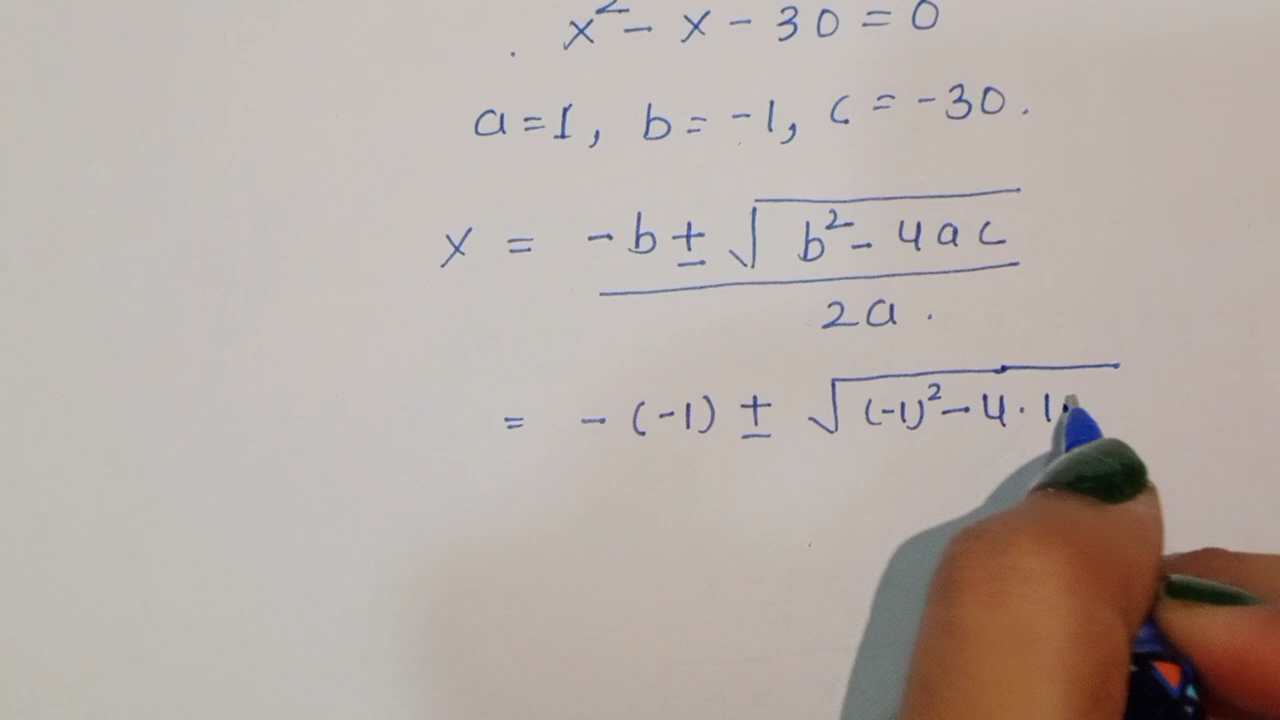 x² - x - 30 = 0
a = 1, b = -1, c = -30.
x = -b ± √(b² - 4ac) / 2a.
= -(-1) ± √((-1)² - 4 · 1 ·